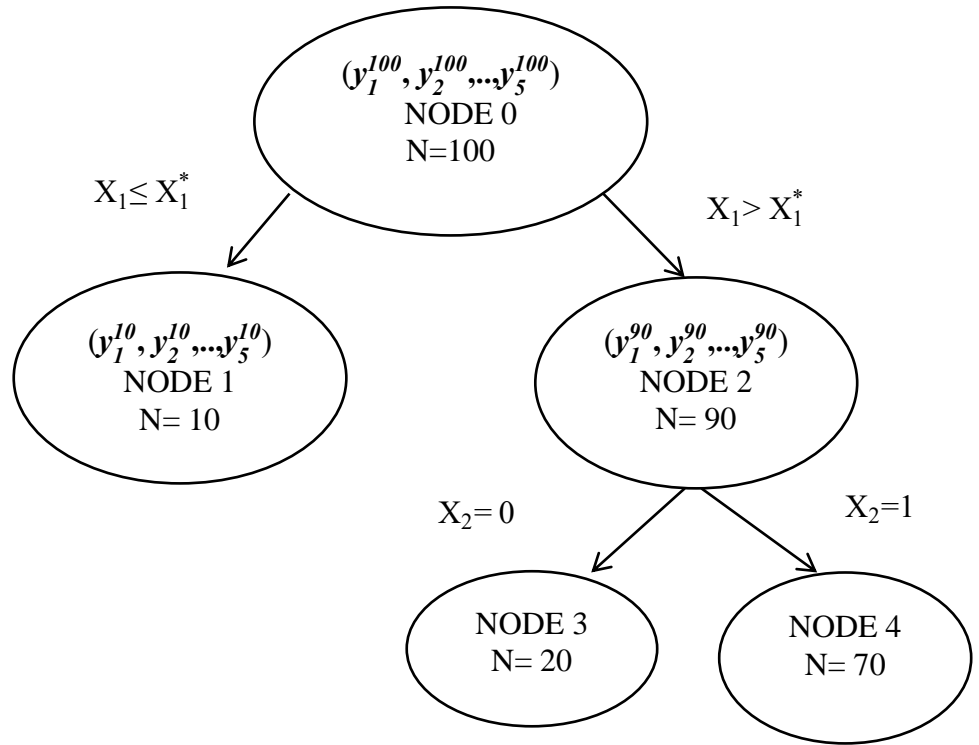 (y₁¹⁰⁰, y₂¹⁰⁰,..,y₅¹⁰⁰)
NODE 0
N=100
X₁≤ X₁*
X₁> X₁*
(y₁¹⁰, y₂¹⁰,..,y₅¹⁰)
NODE 1
N= 10
(y₁⁹⁰, y₂⁹⁰,..,y₅⁹⁰)
NODE 2
N= 90
X₂= 0
X₂=1
NODE 3
N= 20
NODE 4
N= 70